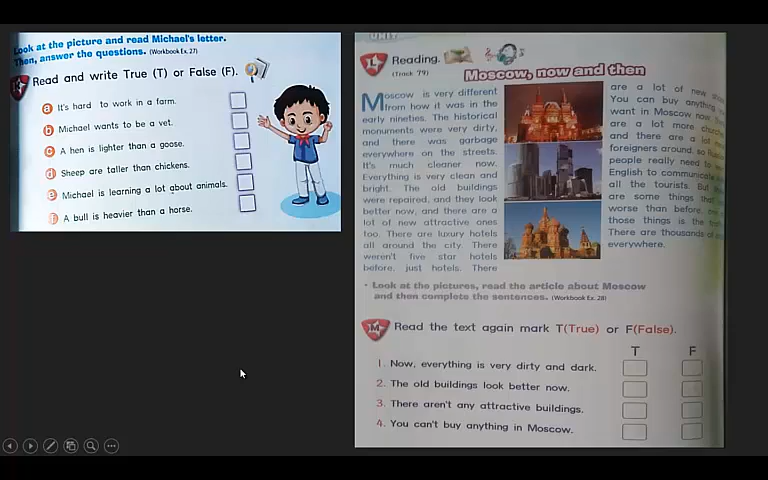 Look at the picture and read Michael's letter.
Then, answer the questions. (Workbook Ex. 27)
K Read and write True (T) or False (F).
a It's hard to work in a farm.
b Michael wants to be a vet.
c A hen is lighter than a goose.
d Sheep are taller than chickens.
e Michael is learning a lot about animals.
f A bull is heavier than a horse.
UNIT
L Reading.
(Track 79)
Moscow, now and then
Moscow is very different
from how it was in the
early nineties. The historical
monuments were very dirty,
and there was garbage
everywhere on the streets.
It's much cleaner now.
Everything is very clean and
bright. The old buildings
were repaired, and they look
better now, and there are a
lot of new attractive ones
too. There are luxury hotels
all around the city. There
weren't five star hotels
before, just hotels. There
are a lot of new
You can buy anything
want in Moscow now.
are a lot more
and there are a lot
foreigners around, so
people really need to
English to communicate
all the tourists. But
are some things that
worse than before,
those things is the
There are thousands of
everywhere.
• Look at the pictures, read the article about Moscow
and then complete the sentences. (Workbook Ex. 28)
M Read the text again mark T(True) or F(False).
T F
1. Now, everything is very dirty and dark.
2. The old buildings look better now.
3. There aren't any attractive buildings.
4. You can't buy anything in Moscow.